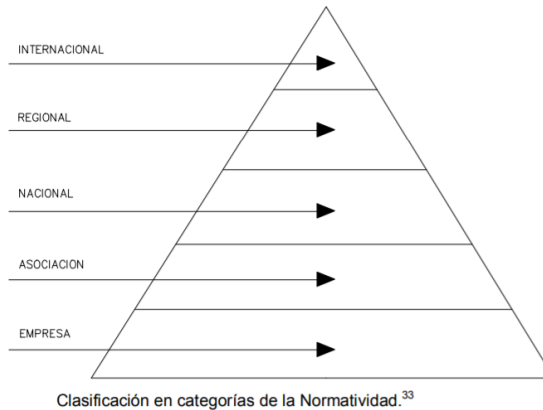 INTERNACIONAL
REGIONAL
NACIONAL
ASOCIACION
EMPRESA
Clasificación en categorías de la Normatividad.33